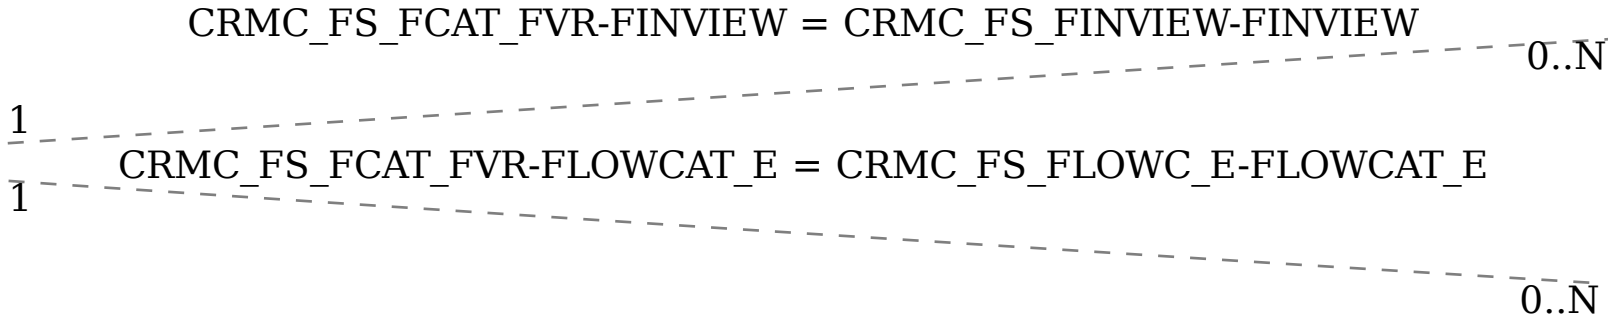 CRMC_FS_FCAT_FVR-FINVIEW = CRMC_FS_FINVIEW-FINVIEW
0..N
1
CRMC_FS_FCAT_FVR-FLOWCAT_E = CRMC_FS_FLOWC_E-FLOWCAT_E
1
0..N